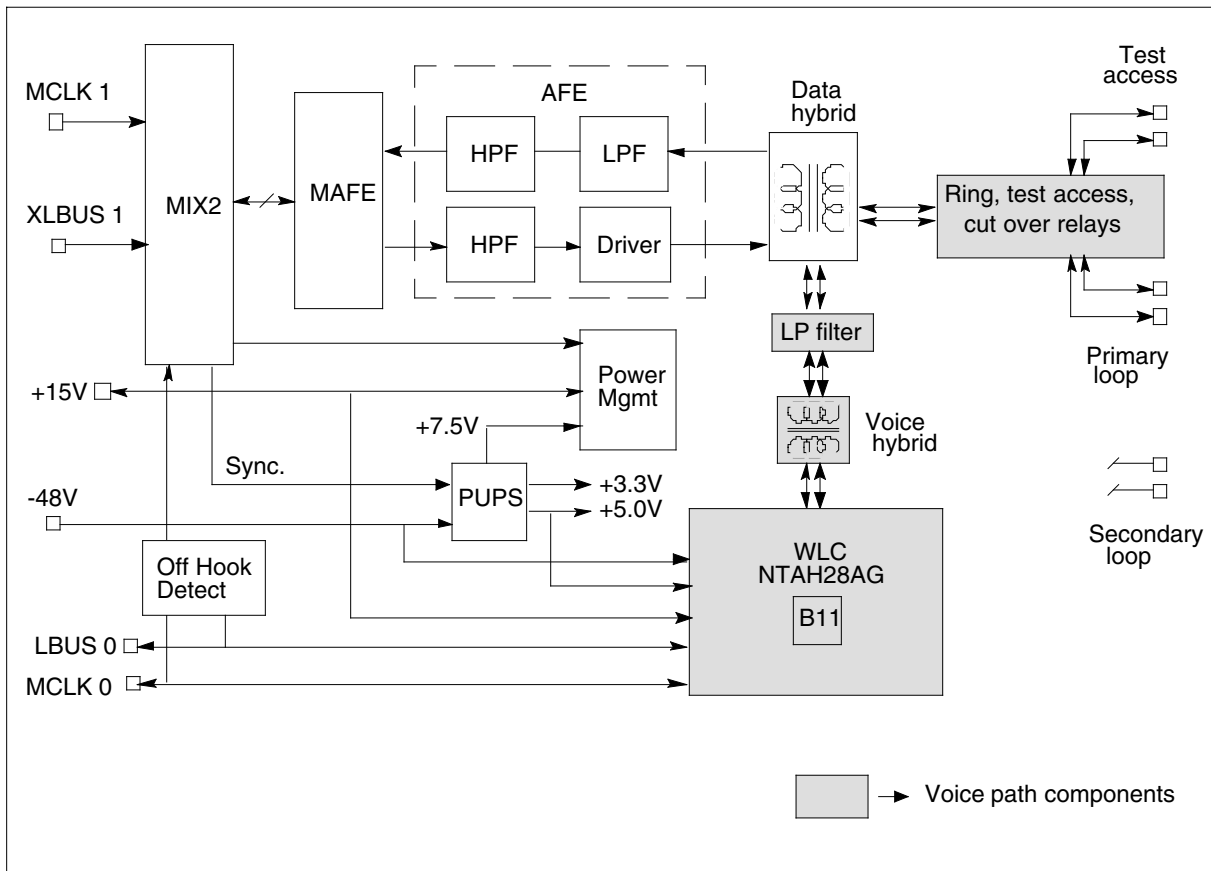 Test
access
MCLK 1
AFE
Data
hybrid
HPF
LPF
MIX2
MAFE
Ring, test access,
cut over relays
XLBUS 1
HPF
Driver
LP filter
Primary
loop
+15V
Power
Mgmt
+7.5V
Voice
hybrid
Sync.
-48V
PUPS
+3.3V
+5.0V
Secondary
loop
Off Hook
Detect
WLC
NTAH28AG
B11
LBUS 0
MCLK 0
Voice path components